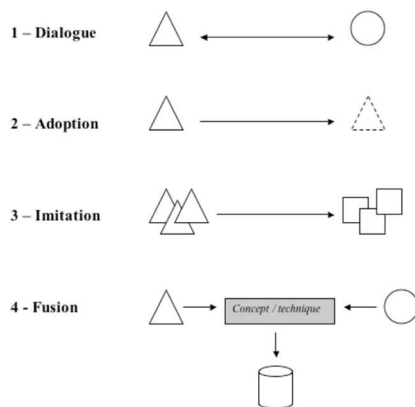 1 – Dialogue
2 – Adoption
3 – Imitation
4 - Fusion
Concept / technique